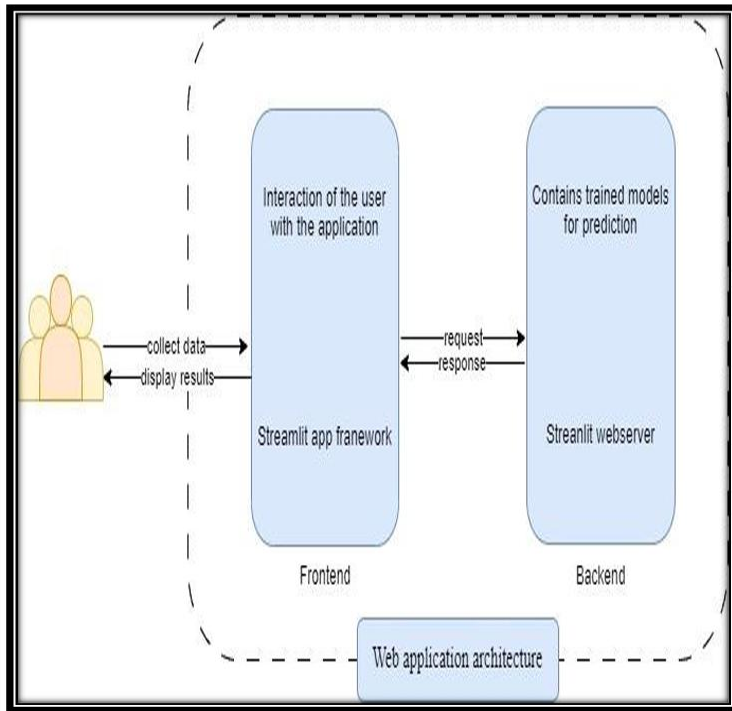 Interaction of the user
with the application
Contains trained models
for prediction
collect data
display results
request
response
Streamlit app franework
Streanlit webserver
Frontend
Backend
Web application architecture